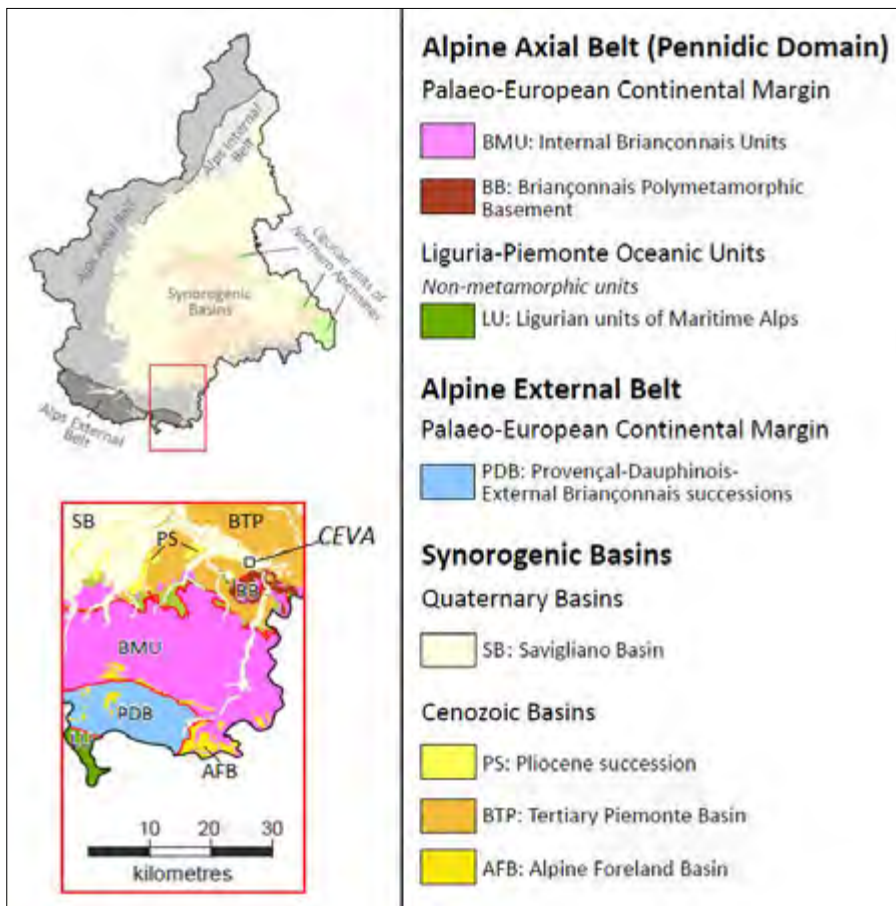 Alps Internal
Belt
Alps Axial Belt
Ligurian units of
Northern Apennines
Synorogenic
Basins
Alps External
Belt
SB
BTP
PS
CEVA
BB
BMU
PDB
LU
AFB
10 20 30
kilometres
Alpine Axial Belt (Pennidic Domain)
Palaeo-European Continental Margin
BMU: Internal Briançonnais Units
BB: Briançonnais Polymetamorphic
Basement
Liguria-Piemonte Oceanic Units
Non-metamorphic units
LU: Ligurian units of Maritime Alps
Alpine External Belt
Palaeo-European Continental Margin
PDB: Provençal-Dauphinois-
External Briançonnais successions
Synorogenic Basins
Quaternary Basins
SB: Savigliano Basin
Cenozoic Basins
PS: Pliocene succession
BTP: Tertiary Piemonte Basin
AFB: Alpine Foreland Basin